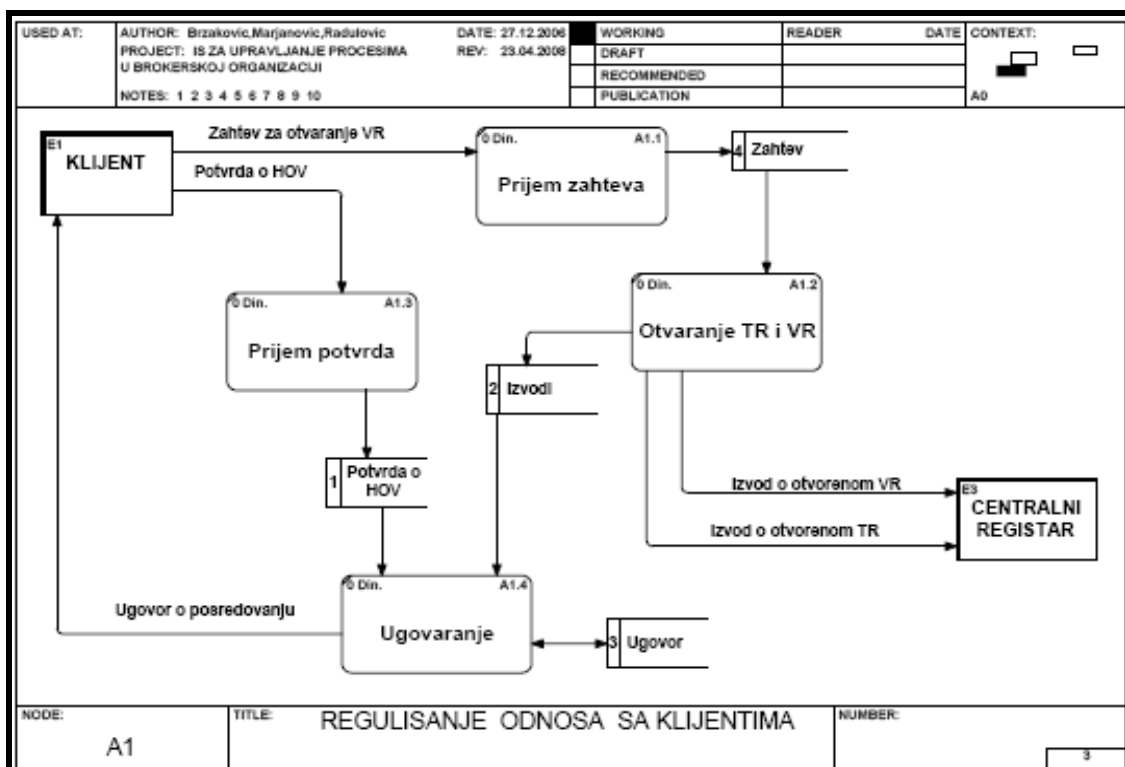 USED AT:
AUTHOR: Brzakovic,Marjanovic,Radulovic
DATE: 27.12.2006
PROJECT: IS ZA UPRAVLJANJE PROCESIMA
REV: 23.04.2008
U BROKERSKOJ ORGANIZACIJI
NOTES: 1 2 3 4 5 6 7 8 9 10
WORKING
DRAFT
RECOMMENDED
PUBLICATION
READER
DATE
CONTEXT:
A0
E1
KLIJENT
Zahtev za otvaranje VR
Potvrda o HOV
0 Din.
A1.1
Prijem zahteva
4
Zahtev
0 Din.
A1.3
Prijem potvrda
0 Din.
A1.2
Otvaranje TR i VR
2
Izvodi
1
Potvrda o
HOV
Izvod o otvorenom VR
Izvod o otvorenom TR
E3
CENTRALNI
REGISTAR
0 Din.
A1.4
Ugovaranje
Ugovor o posredovanju
3
Ugovor
NODE:
A1
TITLE:
REGULISANJE ODNOSA SA KLIJENTIMA
NUMBER:
3